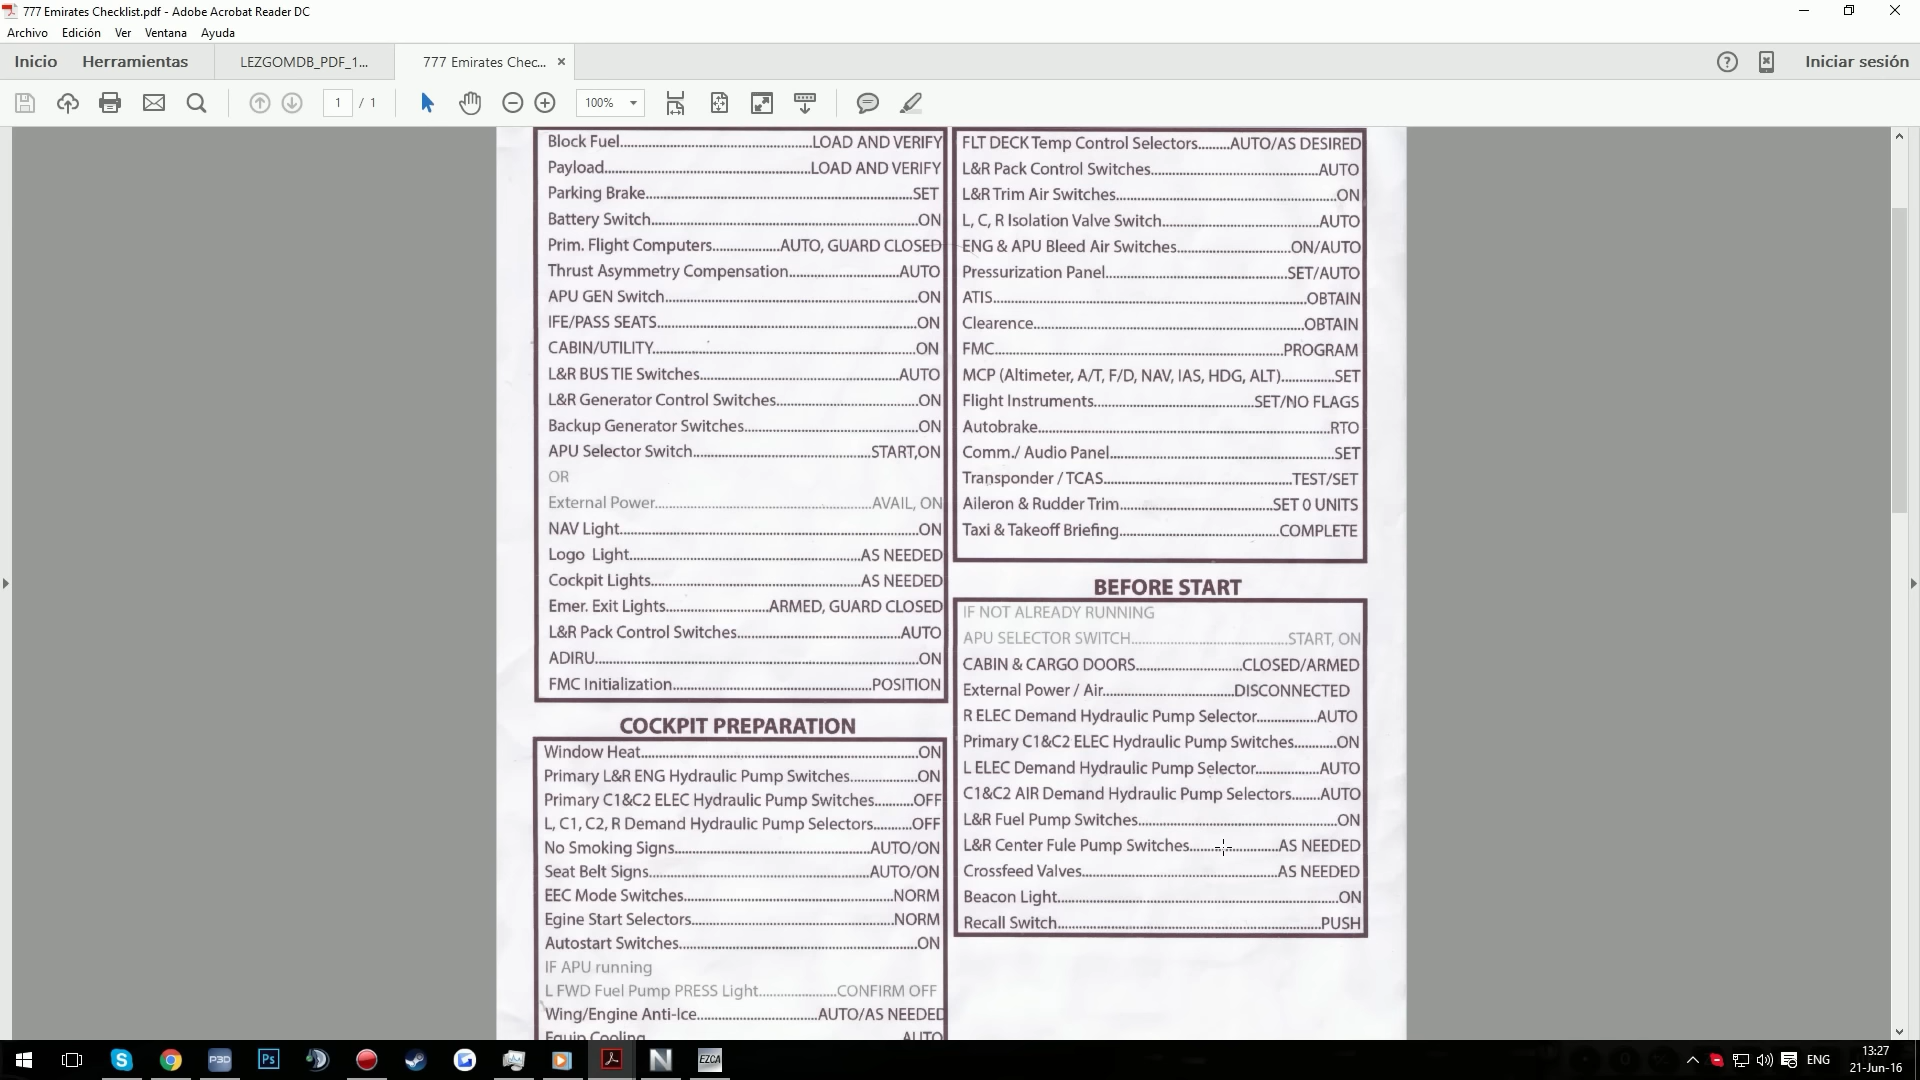 777 Emirates Checklist.pdf - Adobe Acrobat Reader DC
Archivo Edición Ver Ventana Ayuda
Inicio Herramientas LEZGOMDB_PDF_1... 777 Emirates Chec... × Iniciar sesión
1 / 1 100%
Block Fuel LOAD AND VERIFY
Payload LOAD AND VERIFY
Parking Brake SET
Battery Switch ON
Prim. Flight Computers AUTO, GUARD CLOSED
Thrust Asymmetry Compensation AUTO
APU GEN Switch ON
IFE/PASS SEATS ON
CABIN/UTILITY ON
L&R BUS TIE Switches AUTO
L&R Generator Control Switches ON
Backup Generator Switches ON
APU Selector Switch START,ON
OR
External Power AVAIL, ON
NAV Light ON
Logo Light AS NEEDED
Cockpit Lights AS NEEDED
Emer. Exit Lights ARMED, GUARD CLOSED
L&R Pack Control Switches AUTO
ADIRU ON
FMC Initialization POSITION
COCKPIT PREPARATION
Window Heat ON
Primary L&R ENG Hydraulic Pump Switches ON
Primary C1&C2 ELEC Hydraulic Pump Switches OFF
L, C1, C2, R Demand Hydraulic Pump Selectors OFF
No Smoking Signs AUTO/ON
Seat Belt Signs AUTO/ON
EEC Mode Switches NORM
Egine Start Selectors NORM
Autostart Switches ON
IF APU running
L FWD Fuel Pump PRESS Light CONFIRM OFF
Wing/Engine Anti-Ice AUTO/AS NEEDED
Equip Cooling AUTO
FLT DECK Temp Control Selectors AUTO/AS DESIRED
L&R Pack Control Switches AUTO
L&R Trim Air Switches ON
L, C, R Isolation Valve Switch AUTO
ENG & APU Bleed Air Switches ON/AUTO
Pressurization Panel SET/AUTO
ATIS OBTAIN
Clearence OBTAIN
FMC PROGRAM
MCP (Altimeter, A/T, F/D, NAV, IAS, HDG, ALT) SET
Flight Instruments SET/NO FLAGS
Autobrake RTO
Comm./ Audio Panel SET
Transponder / TCAS TEST/SET
Aileron & Rudder Trim SET 0 UNITS
Taxi & Takeoff Briefing COMPLETE
BEFORE START
IF NOT ALREADY RUNNING
APU SELECTOR SWITCH START, ON
CABIN & CARGO DOORS CLOSED/ARMED
External Power / Air DISCONNECTED
R ELEC Demand Hydraulic Pump Selector AUTO
Primary C1&C2 ELEC Hydraulic Pump Switches ON
L ELEC Demand Hydraulic Pump Selector AUTO
C1&C2 AIR Demand Hydraulic Pump Selectors AUTO
L&R Fuel Pump Switches ON
L&R Center Fule Pump Switches AS NEEDED
Crossfeed Valves AS NEEDED
Beacon Light ON
Recall Switch PUSH
P3D Ps EZCA ENG 13:27
21-Jun-16